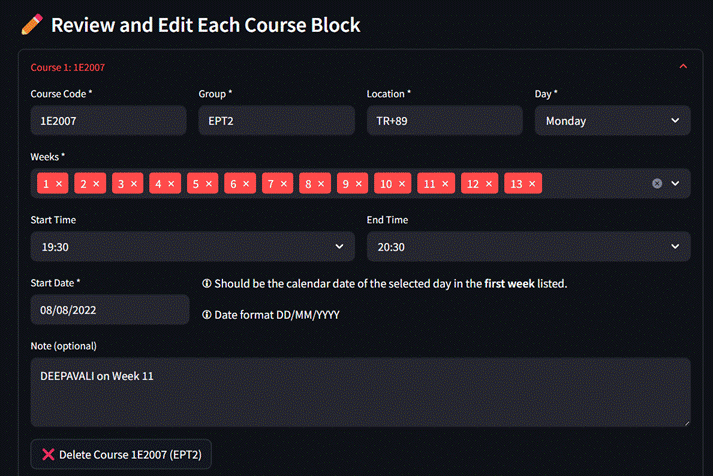 Review and Edit Each Course Block
Course 1: 1E2007
Course Code * Group * Location * Day *
1E2007 EPT2 TR+89 Monday
Weeks *
1 × 2 × 3 × 4 × 5 × 6 × 7 × 8 × 9 × 10 × 11 × 12 × 13 ×
Start Time End Time
19:30 20:30
Start Date * 🛈 Should be the calendar date of the selected day in the first week listed.
08/08/2022
🛈 Date format DD/MM/YYYY
Note (optional)
DEEPAVALI on Week 11
❌ Delete Course 1E2007 (EPT2)